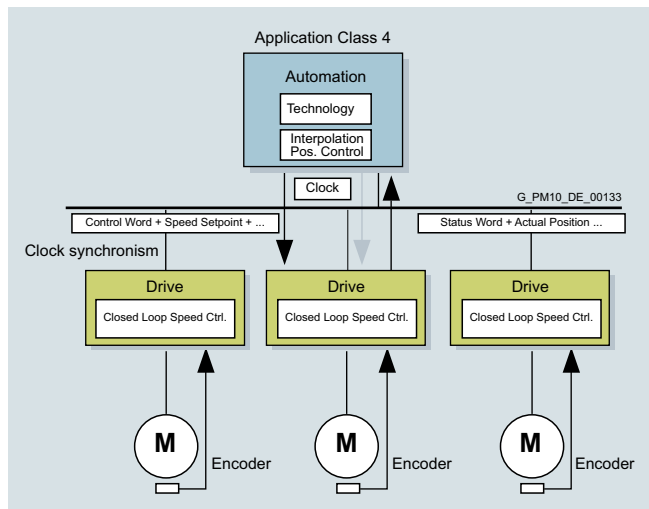 Application Class 4
Automation
Technology
Interpolation
Pos. Control
Clock
G_PM10_DE_00133
Control Word + Speed Setpoint + ...
Status Word + Actual Position ...
Clock synchronism
Drive
Drive
Drive
Closed Loop Speed Ctrl.
Closed Loop Speed Ctrl.
Closed Loop Speed Ctrl.
M
M
M
Encoder
Encoder
Encoder